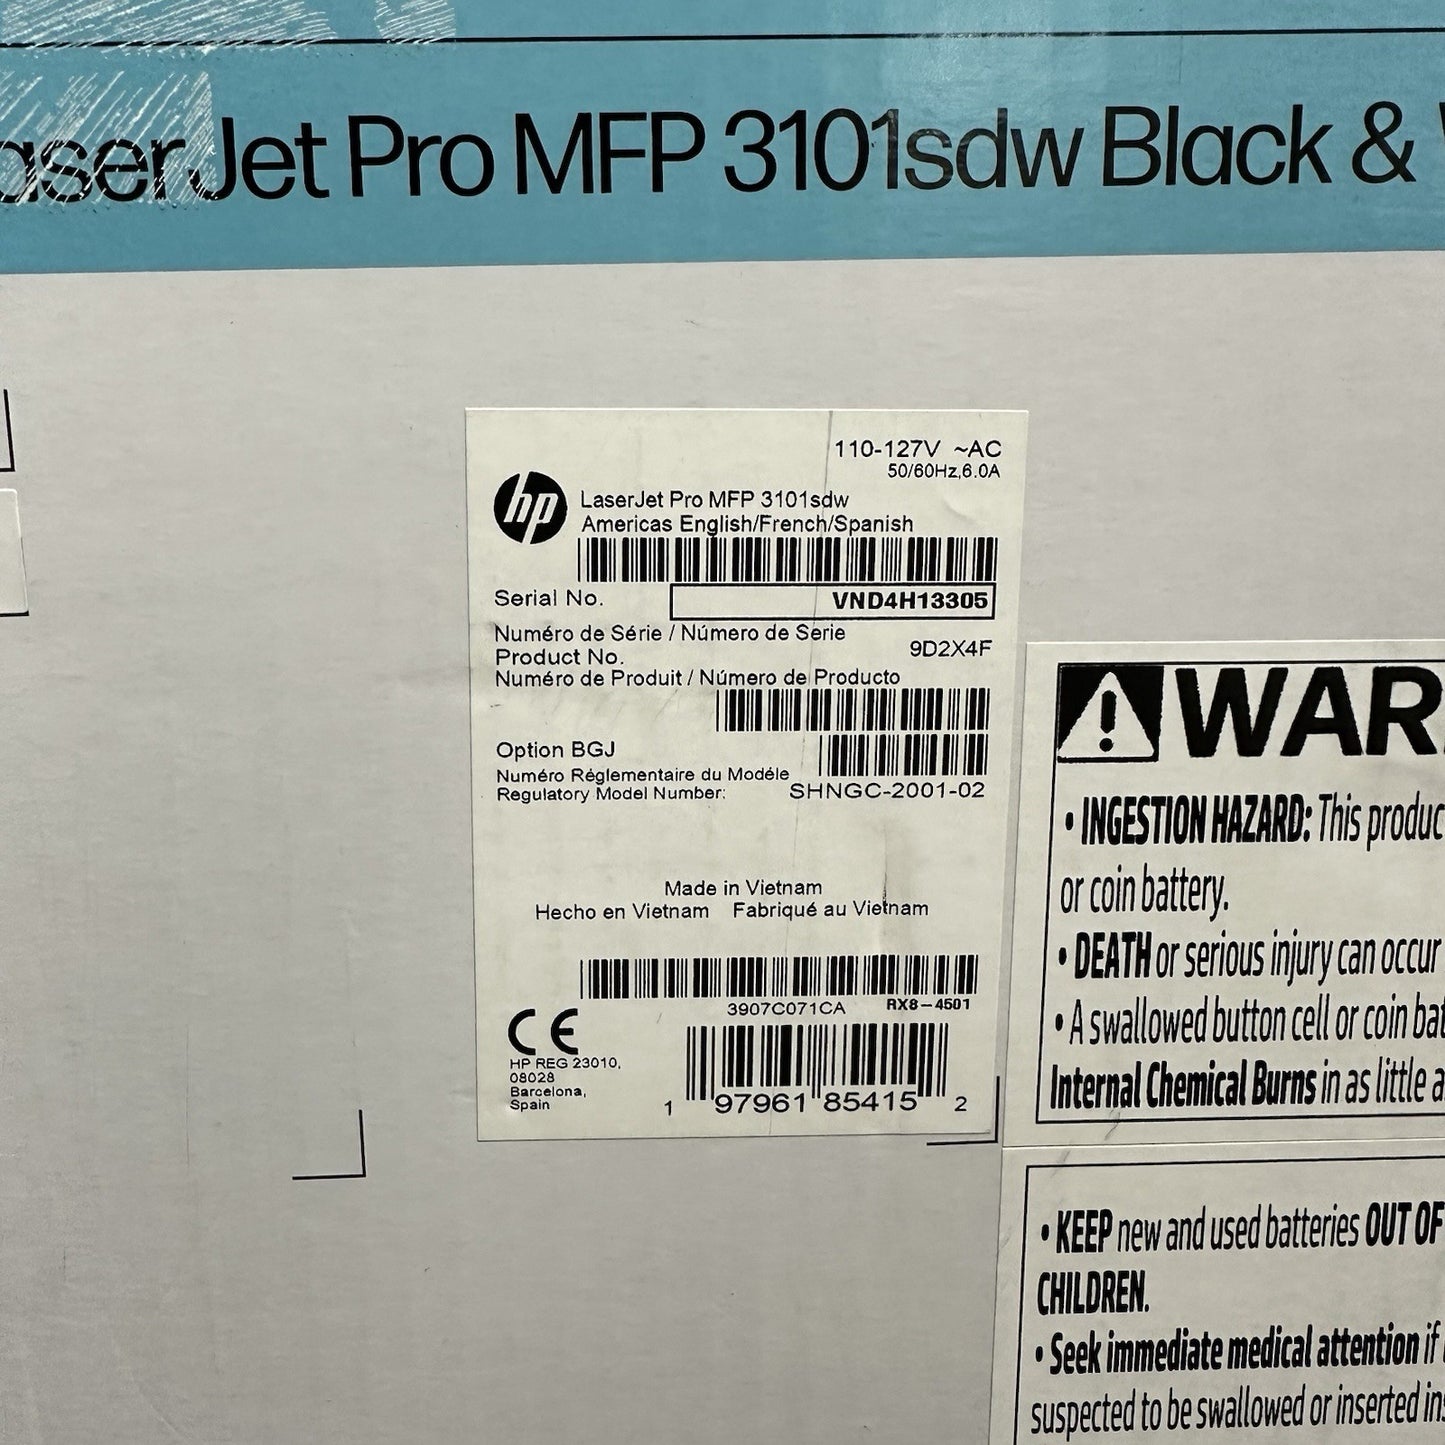 aserJet Pro MFP 3101sdw Black &
110-127V ~AC
50/60Hz,6.0A
hp
LaserJet Pro MFP 3101sdw
Americas English/French/Spanish
Serial No.
VND4H13305
Numéro de Série / Número de Serie
Product No.
9D2X4F
Numéro de Produit / Número de Producto
Option BGJ
Numéro Réglementaire du Modéle
Regulatory Model Number:
SHNGC-2001-02
Made in Vietnam
Hecho en Vietnam Fabriqué au Vietnam
3907C071CA
RX8-4501
CE
HP REG 23010,
08028
Barcelona,
Spain
1 97961 85415 2
WAR
• INGESTION HAZARD: This produc
or coin battery.
• DEATH or serious injury can occur
• A swallowed button cell or coin bat
Internal Chemical Burns in as little a
• KEEP new and used batteries OUT OF
CHILDREN.
• Seek immediate medical attention if
suspected to be swallowed or inserted ins